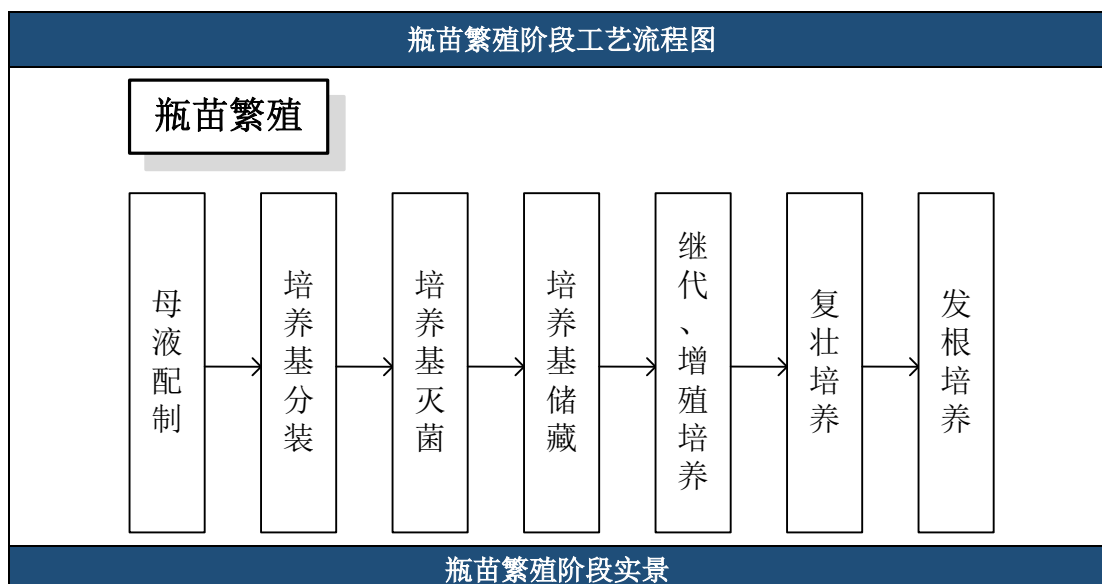 瓶苗繁殖阶段工艺流程图
瓶苗繁殖
母液配制
培养基分装
培养基灭菌
培养基储藏
继代、增殖培养
复壮培养
发根培养
瓶苗繁殖阶段实景